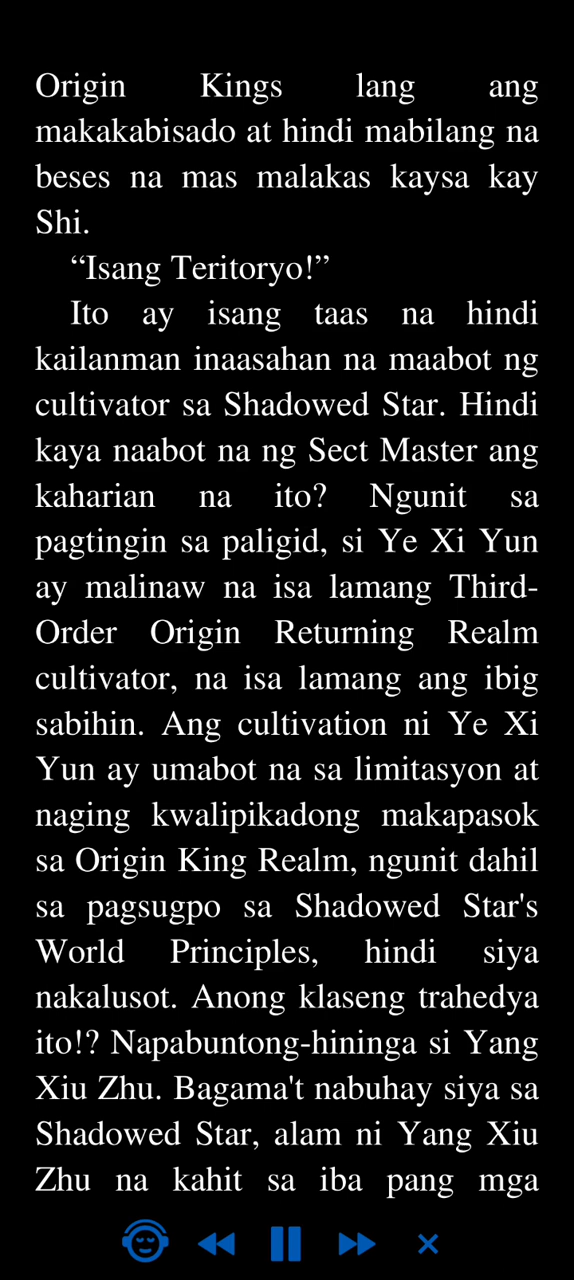 Origin Kings lang ang
makakabisado at hindi mabilang na
beses na mas malakas kaysa kay
Shi.
“Isang Teritoryo!”
Ito ay isang taas na hindi
kailanman inaasahan na maabot ng
cultivator sa Shadowed Star. Hindi
kaya naabot na ng Sect Master ang
kaharian na ito? Ngunit sa
pagtingin sa paligid, si Ye Xi Yun
ay malinaw na isa lamang Third-
Order Origin Returning Realm
cultivator, na isa lamang ang ibig
sabihin. Ang cultivation ni Ye Xi
Yun ay umabot na sa limitasyon at
naging kwalipikadong makapasok
sa Origin King Realm, ngunit dahil
sa pagsugpo sa Shadowed Star's
World Principles, hindi siya
nakalusot. Anong klaseng trahedya
ito!? Napabuntong-hininga si Yang
Xiu Zhu. Bagama't nabuhay siya sa
Shadowed Star, alam ni Yang Xiu
Zhu na kahit sa iba pang mga